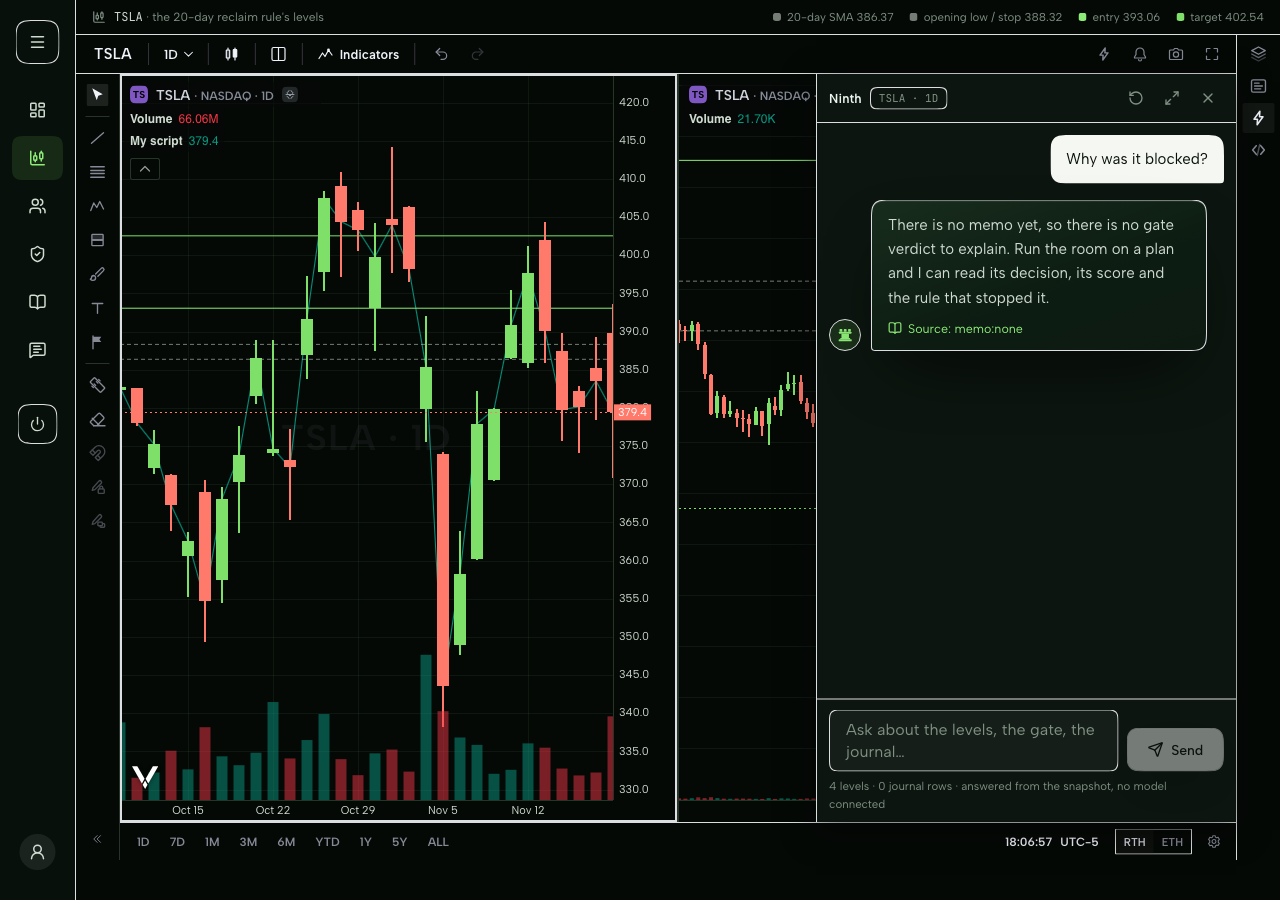 TSLA · the 20-day reclaim rule's levels
20-day SMA 386.37
opening low / stop 388.32
entry 393.06
target 402.54
TSLA
1D
Indicators
TS TSLA · NASDAQ · 1D
Volume 66.06M
My script 379.4
TSLA · 1D
420.0
415.0
410.0
405.0
400.0
395.0
390.0
385.0
379.4
375.0
370.0
365.0
360.0
355.0
350.0
345.0
340.0
335.0
330.0
Oct 15
Oct 22
Oct 29
Nov 5
Nov 12
TS TSLA · NASDAQ ·
Volume 21.70K
Ninth
TSLA · 1D
Why was it blocked?
There is no memo yet, so there is no gate
verdict to explain. Run the room on a plan
and I can read its decision, its score and
the rule that stopped it.
Source: memo:none
Ask about the levels, the gate, the
journal…
Send
4 levels · 0 journal rows · answered from the snapshot, no model
connected
1D 7D 1M 3M 6M YTD 1Y 5Y ALL
18:06:57 UTC-5
RTH ETH